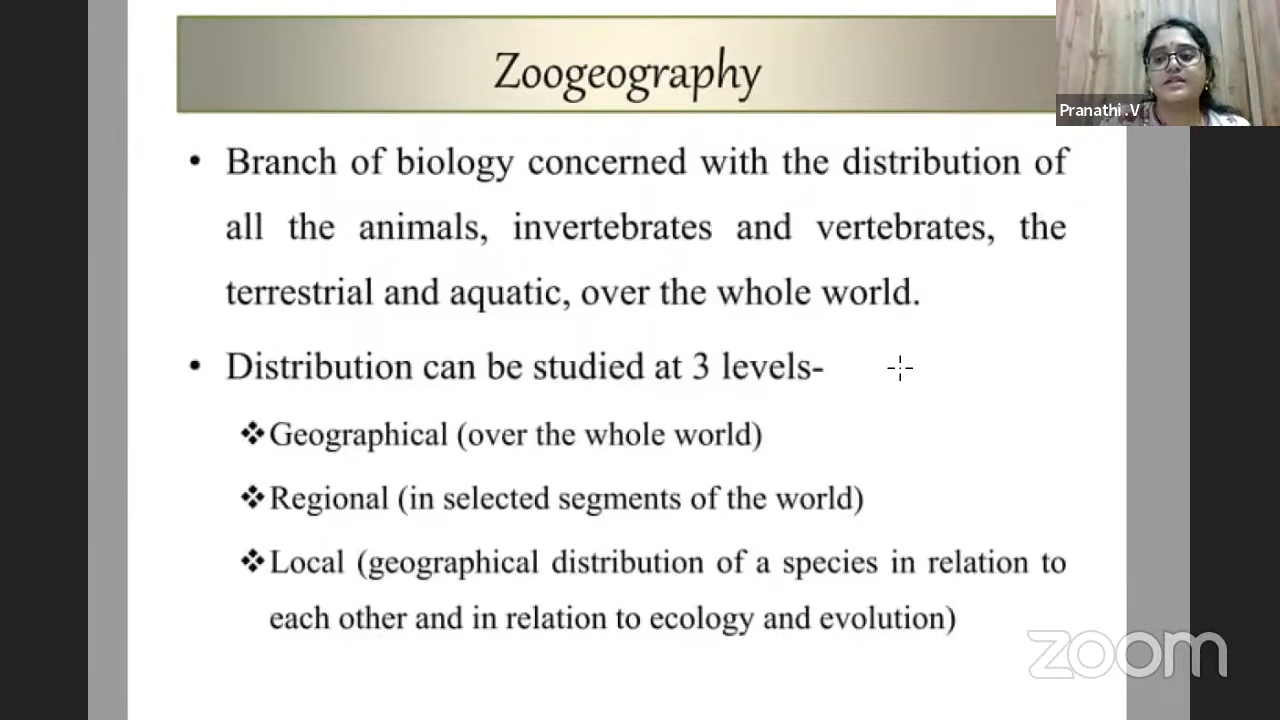 Zoogeography
Pranathi .V
• Branch of biology concerned with the distribution of
all the animals, invertebrates and vertebrates, the
terrestrial and aquatic, over the whole world.
• Distribution can be studied at 3 levels-
❖Geographical (over the whole world)
❖Regional (in selected segments of the world)
❖Local (geographical distribution of a species in relation to
each other and in relation to ecology and evolution)
zoom